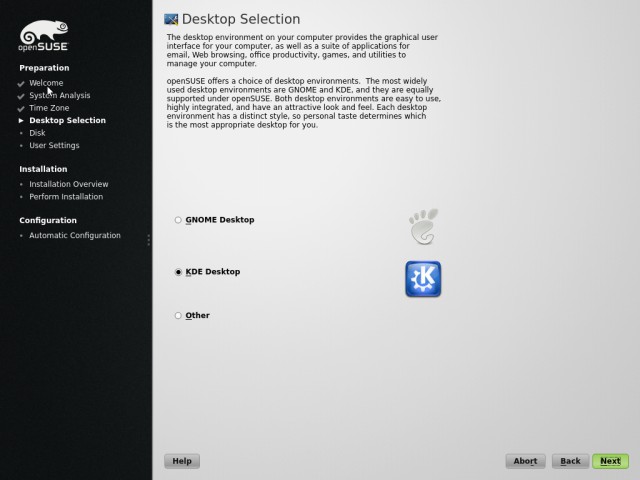 openSUSE
Preparation
Welcome
System Analysis
Time Zone
Desktop Selection
Disk
User Settings
Installation
Installation Overview
Perform Installation
Configuration
Automatic Configuration
Desktop Selection
The desktop environment on your computer provides the graphical user
interface for your computer, as well as a suite of applications for
email, Web browsing, office productivity, games, and utilities to
manage your computer.
openSUSE offers a choice of desktop environments. The most widely
used desktop environments are GNOME and KDE, and they are equally
supported under openSUSE. Both desktop environments are easy to use,
highly integrated, and have an attractive look and feel. Each desktop
environment has a distinct style, so personal taste determines which
is the most appropriate desktop for you.
GNOME Desktop
KDE Desktop
K
Other
Help
Abort
Back
Next